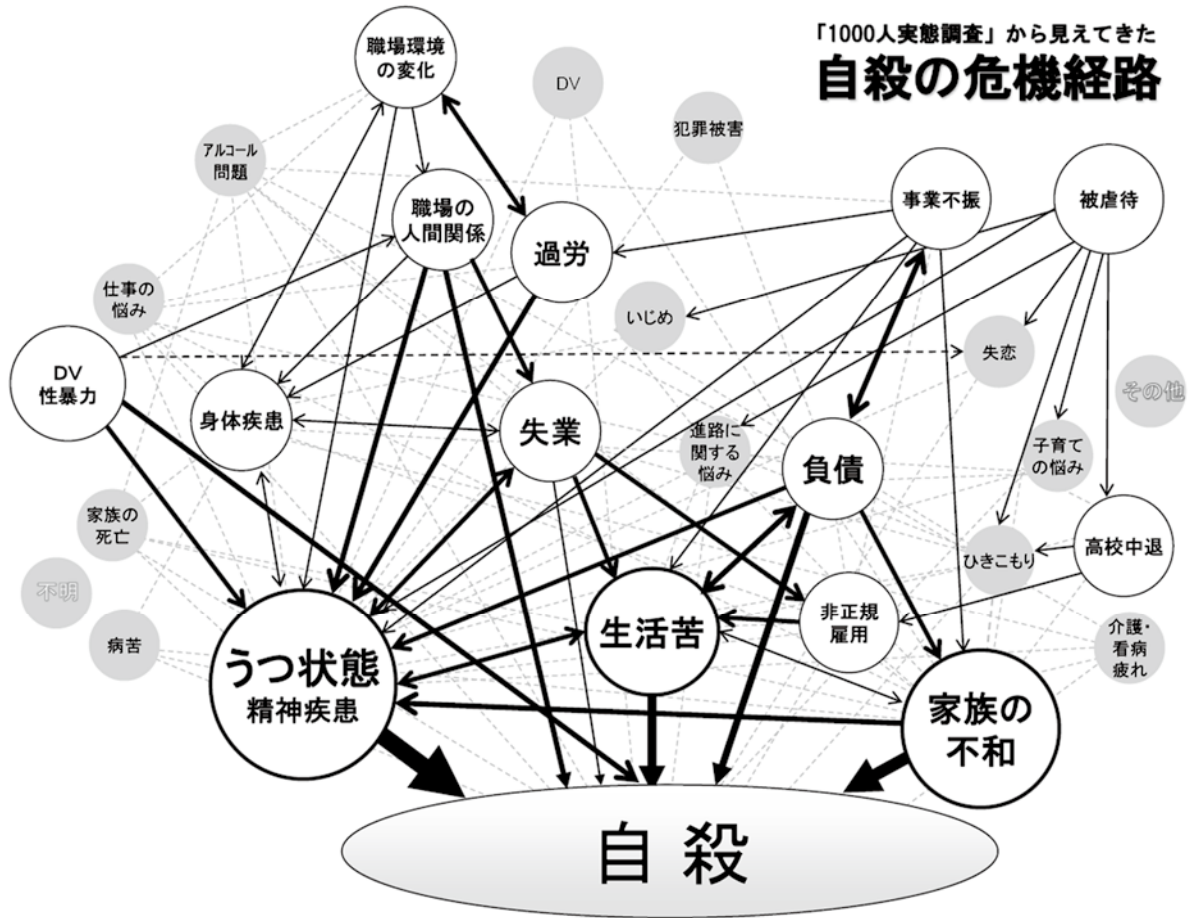 「1000人実態調査」から見えてきた
自殺の危機経路
職場環境
の変化
DV
犯罪被害
アルコール
問題
職場の
人間関係
過労
事業不振
被虐待
仕事の
悩み
いじめ
失恋
DV
性暴力
身体疾患
失業
進路に
関する
悩み
負債
子育て
の悩み
その他
家族の
死亡
ひきこもり
高校中退
不明
病苦
うつ状態
精神疾患
生活苦
非正規
雇用
介護・
看病
疲れ
家族の
不和
自殺